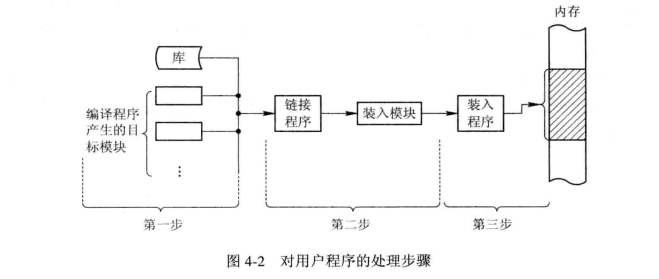 内存
库
编译程序
产生的目
标模块
⋮
链接
程序
装入模块
装入
程序
第一步
第二步
第三步
图 4-2 对用户程序的处理步骤